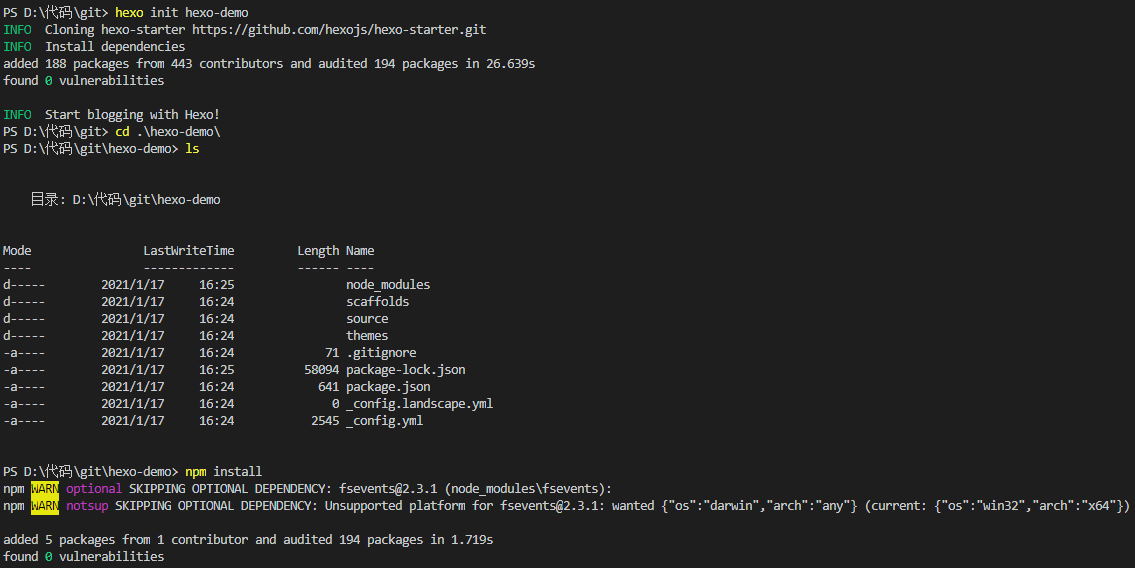 PS D:\代码\git> hexo init hexo-demo
INFO  Cloning hexo-starter https://github.com/hexojs/hexo-starter.git
INFO  Install dependencies
added 188 packages from 443 contributors and audited 194 packages in 26.639s
found 0 vulnerabilities
INFO  Start blogging with Hexo!
PS D:\代码\git> cd .\hexo-demo\
PS D:\代码\git\hexo-demo> ls
目录: D:\代码\git\hexo-demo
Mode                LastWriteTime         Length Name
----                -------------         ------ ----
d-----        2021/1/17     16:25                node_modules
d-----        2021/1/17     16:24                scaffolds
d-----        2021/1/17     16:24                source
d-----        2021/1/17     16:24                themes
-a----        2021/1/17     16:24             71 .gitignore
-a----        2021/1/17     16:25          58094 package-lock.json
-a----        2021/1/17     16:24            641 package.json
-a----        2021/1/17     16:24              0 _config.landscape.yml
-a----        2021/1/17     16:24           2545 _config.yml
PS D:\代码\git\hexo-demo> npm install
npm WARN optional SKIPPING OPTIONAL DEPENDENCY: fsevents@2.3.1 (node_modules\fsevents):
npm WARN notsup SKIPPING OPTIONAL DEPENDENCY: Unsupported platform for fsevents@2.3.1: wanted {"os":"darwin","arch":"any"} (current: {"os":"win32","arch":"x64"})
added 5 packages from 1 contributor and audited 194 packages in 1.719s
found 0 vulnerabilities